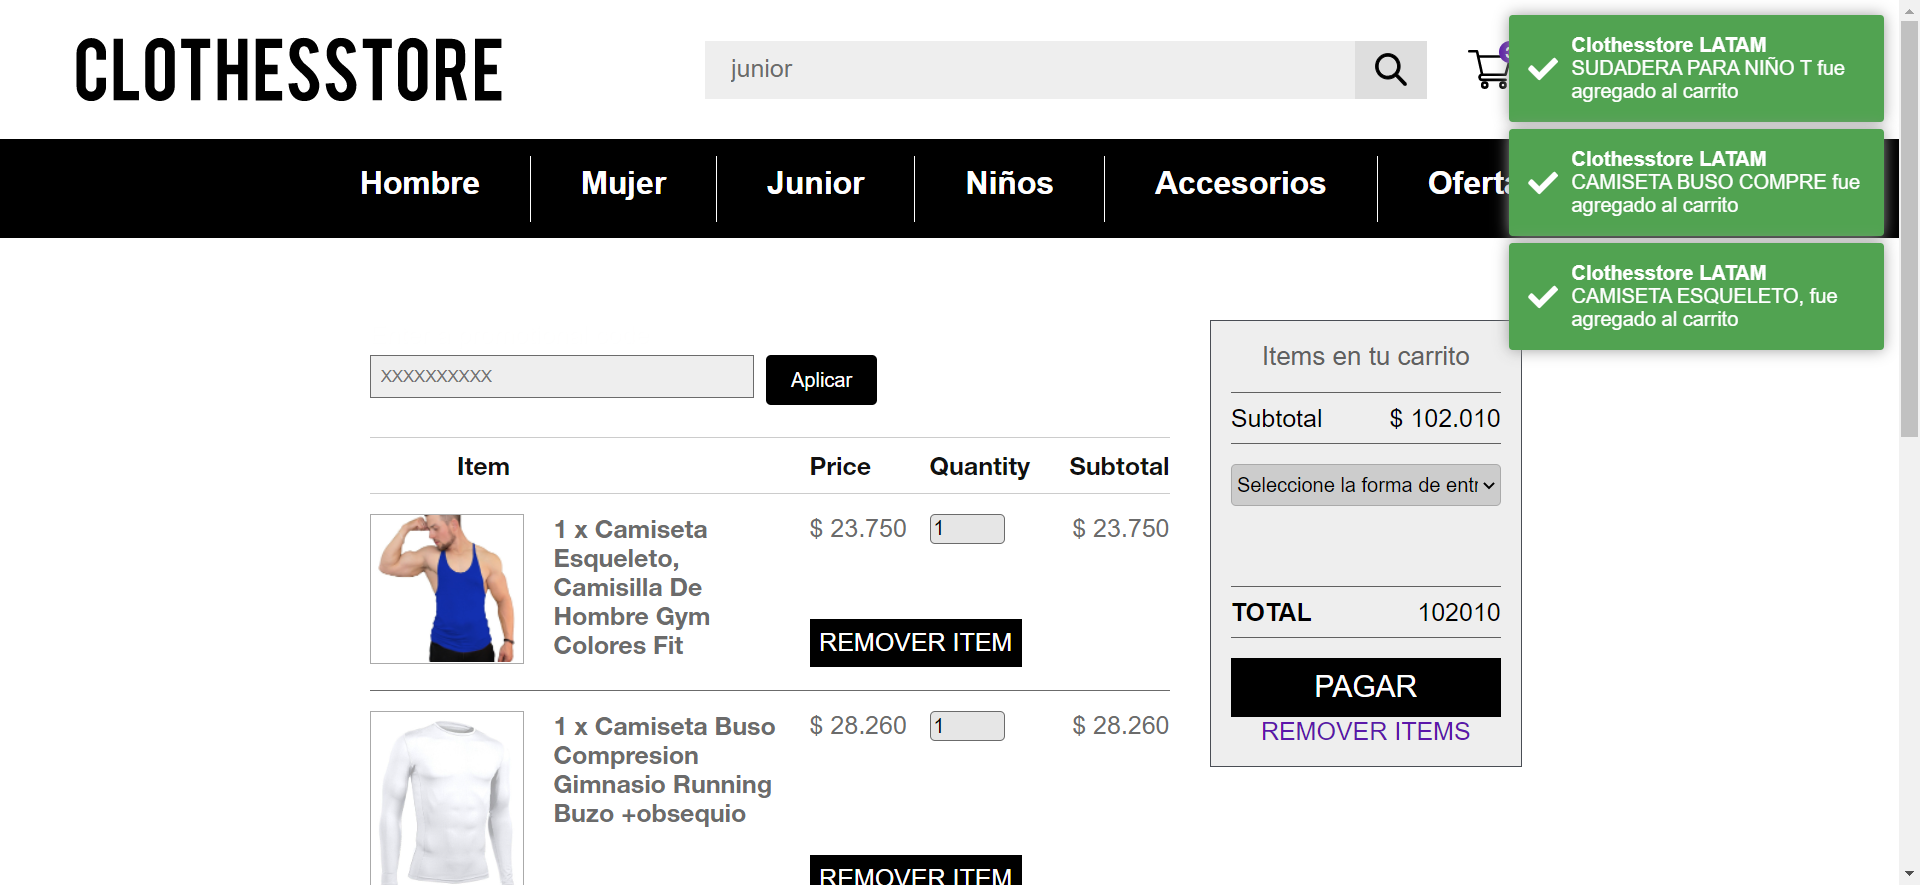 CLOTHESSTORE
junior
Clothesstore LATAM
SUDADERA PARA NIÑO T fue
agregado al carrito
Hombre
Mujer
Junior
Niños
Accesorios
Clothesstore LATAM
CAMISETA BUSO COMPRE fue
agregado al carrito
Clothesstore LATAM
CAMISETA ESQUELETO, fue
agregado al carrito
XXXXXXXXXX
Aplicar
Item
Price
Quantity
Subtotal
1 x Camiseta
Esqueleto,
Camisilla De
Hombre Gym
Colores Fit
$ 23.750
1
$ 23.750
REMOVER ITEM
1 x Camiseta Buso
Compresion
Gimnasio Running
Buzo +obsequio
$ 28.260
1
$ 28.260
REMOVER ITEM
Items en tu carrito
Subtotal
$ 102.010
Seleccione la forma de entr
TOTAL
102010
PAGAR
REMOVER ITEMS